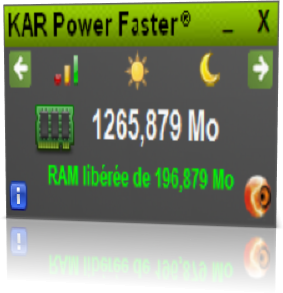 KAR Power Faster®
1265,879 Mo
RAM libérée de 196,879 Mo